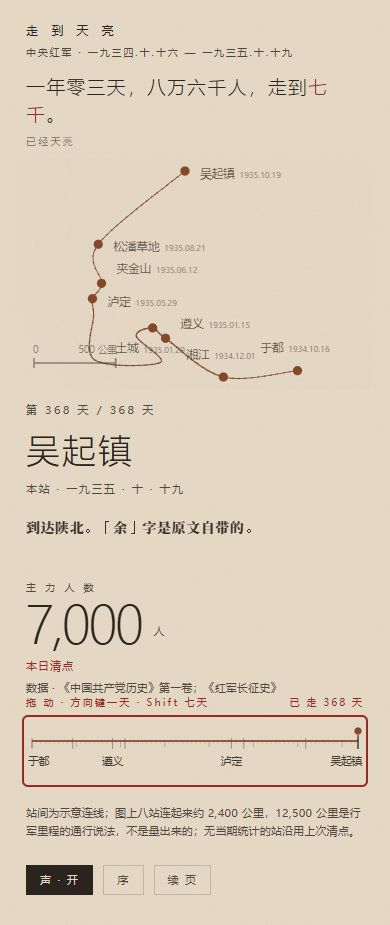 走到天亮
中央红军 · 一九三四.十.十六 — 一九三五.十.十九
一年零三天，八万六千人，走到七
千。
已经天亮
吴起镇 1935.10.19
松潘草地 1935.08.21
夹金山 1935.06.12
泸定 1935.05.29
遵义 1935.01.15
0 500 公里
土城 1935.01.29
湘江 1934.12.01
于都 1934.10.16
第 368 天 / 368 天
吴起镇
本站 · 一九三五 · 十 · 十九
到达陕北。「余」字是原文自带的。
主力人数
7,000 人
本日清点
数据 · 《中国共产党历史》第一卷；《红军长征史》
拖动 · 方向键一天 · Shift 七天 已走 368 天
于都 遵义 泸定 吴起镇
站间为示意连线；图上八站连起来约 2,400 公里，12,500 公里是行
军里程的通行说法，不是量出来的；无当期统计的站沿用上次清点。
声 · 开 序 续页